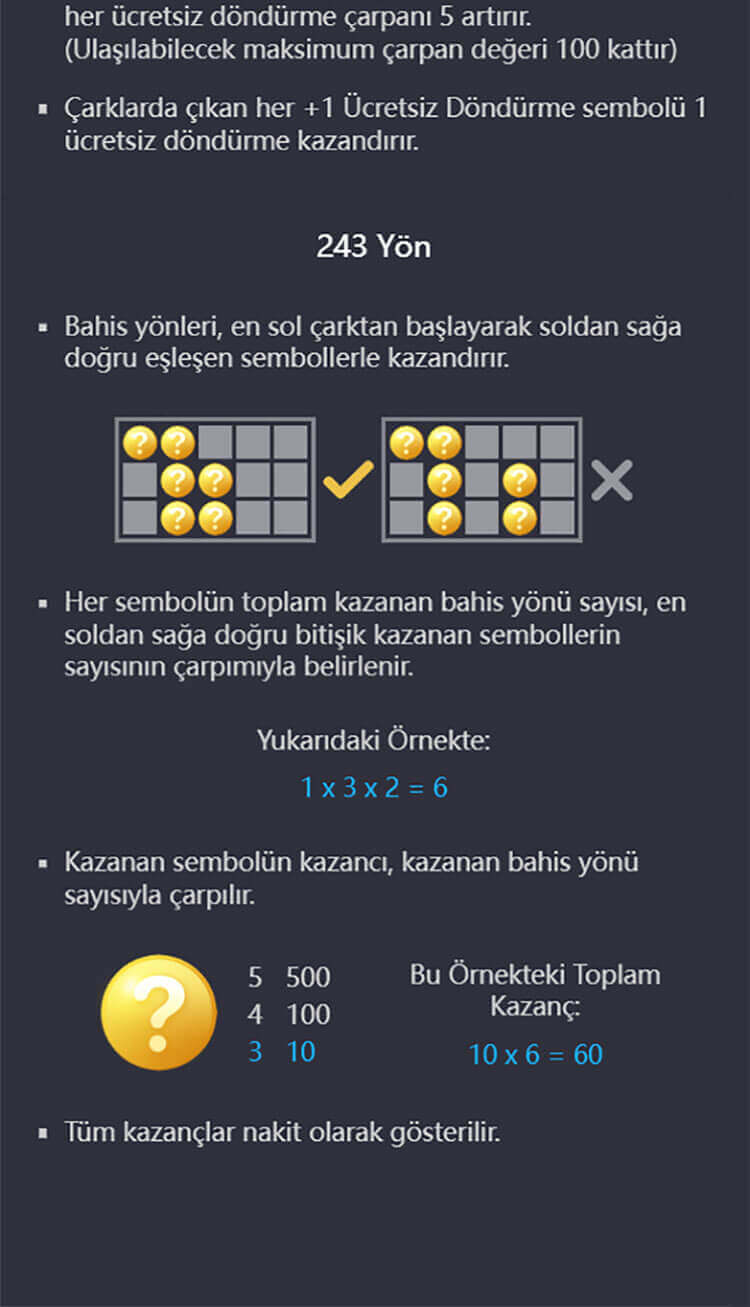 her ücretsiz döndürme çarpanı 5 artırır.
(Ulaşılabilecek maksimum çarpan değeri 100 kattır)
▪ Çarklarda çıkan her +1 Ücretsiz Döndürme sembolü 1
ücretsiz döndürme kazandırır.
243 Yön
▪ Bahis yönleri, en sol çarktan başlayarak soldan sağa
doğru eşleşen sembollerle kazandırır.
? ? ? ?
? ? ? ?
? ? ? ?
▪ Her sembolün toplam kazanan bahis yönü sayısı, en
soldan sağa doğru bitişik kazanan sembollerin
sayısının çarpımıyla belirlenir.
Yukarıdaki Örnekte:
1 x 3 x 2 = 6
▪ Kazanan sembolün kazancı, kazanan bahis yönü
sayısıyla çarpılır.
?
5 500
4 100
3 10
Bu Örnekteki Toplam
Kazanç:
10 x 6 = 60
▪ Tüm kazançlar nakit olarak gösterilir.